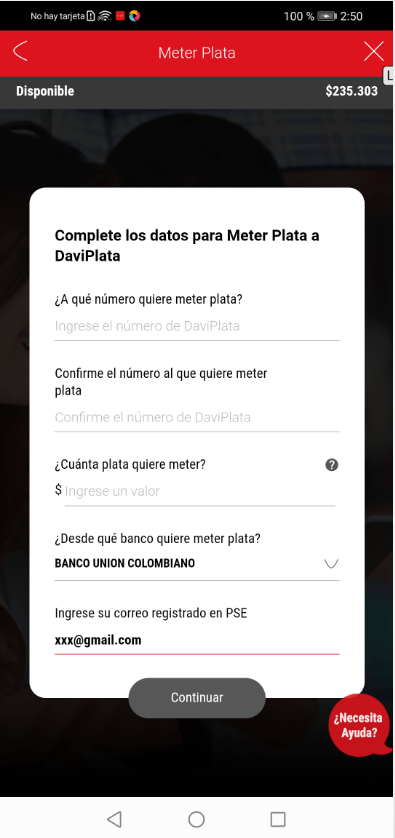 No hay tarjeta
100 %
2:50
Meter Plata
L
Disponible
$235.303
Complete los datos para Meter Plata a
DaviPlata
¿A qué número quiere meter plata?
Ingrese el número de DaviPlata
Confirme el número al que quiere meter
plata
Confirme el número de DaviPlata
¿Cuánta plata quiere meter?
?
$ Ingrese un valor
¿Desde qué banco quiere meter plata?
BANCO UNION COLOMBIANO
Ingrese su correo registrado en PSE
xxx@gmail.com
Continuar
¿Necesita
Ayuda?